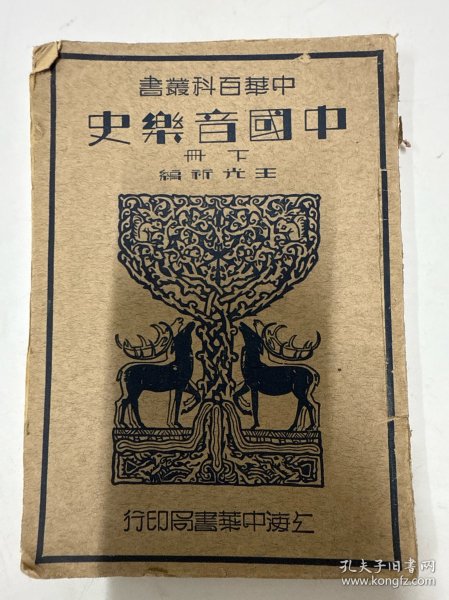 中華百科叢書
中國音樂史
下冊
王光祈編
上海中華書局印行
孔夫子旧书网
www.kongfz.com